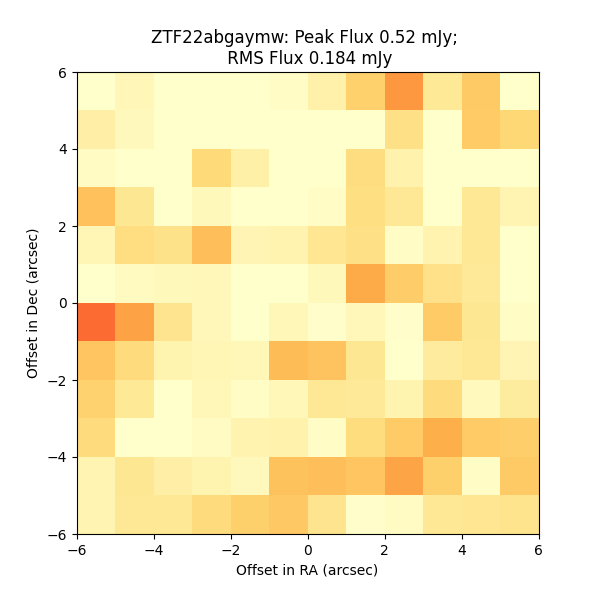 ZTF22abgaymw: Peak Flux 0.52 mJy;
RMS Flux 0.184 mJy
6
4
2
0
−2
−4
−6
Offset in Dec (arcsec)
−6 −4 −2 0 2 4 6
Offset in RA (arcsec)